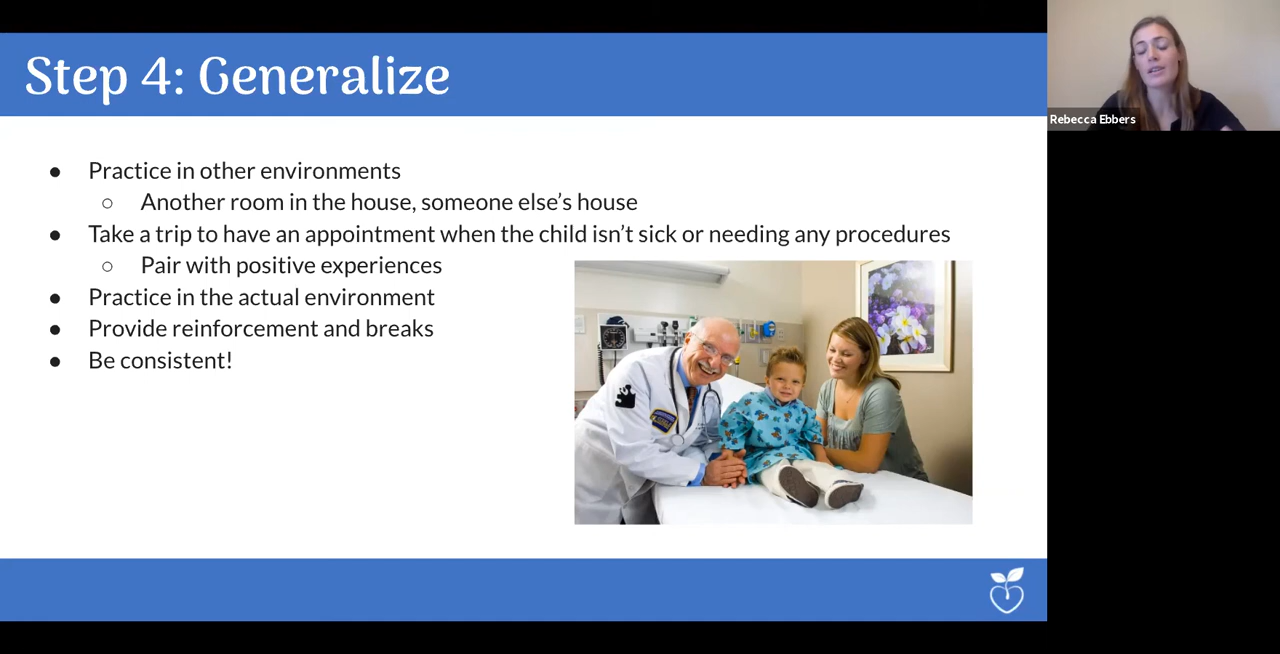 Step 4: Generalize
Rebecca Ebbers
● Practice in other environments
○ Another room in the house, someone else’s house
● Take a trip to have an appointment when the child isn’t sick or needing any procedures
○ Pair with positive experiences
● Practice in the actual environment
● Provide reinforcement and breaks
● Be consistent!